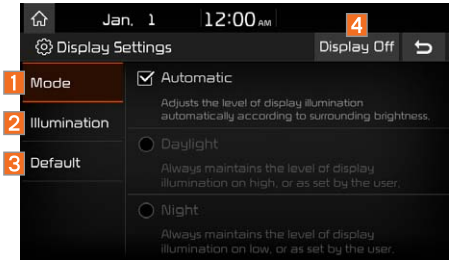 Jan. 1 12:00 AM
4
Display Settings Display Off
1 Mode
Automatic
Adjusts the level of display illumination
automatically according to surrounding brightness.
2 Illumination
Daylight
3 Default
Always maintains the level of display
illumination on high, or as set by the user.
Night
Always maintains the level of display
illumination on low, or as set by the user.